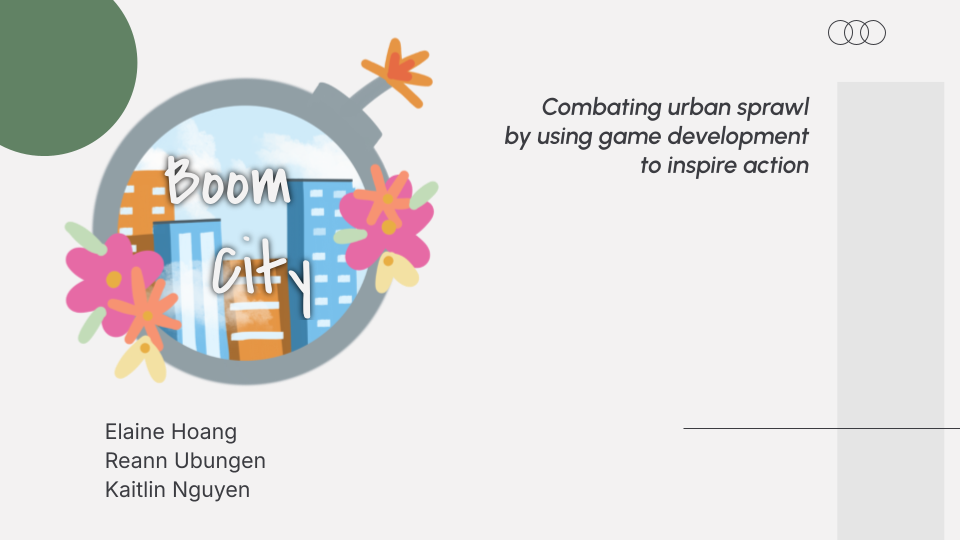 Boom
City
Combating urban sprawl
by using game development
to inspire action
Elaine Hoang
Reann Ubungen
Kaitlin Nguyen